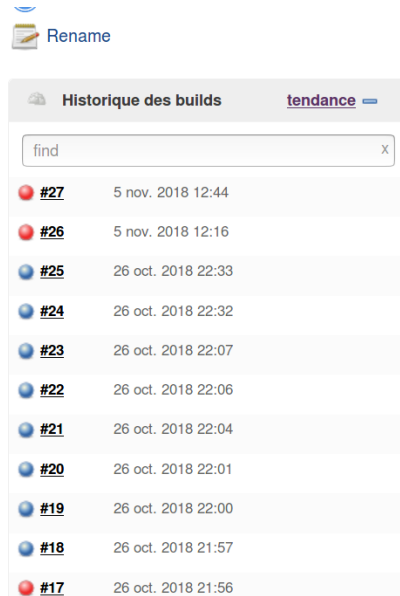 Rename
Historique des builds tendance
find x
#27 5 nov. 2018 12:44
#26 5 nov. 2018 12:16
#25 26 oct. 2018 22:33
#24 26 oct. 2018 22:32
#23 26 oct. 2018 22:07
#22 26 oct. 2018 22:06
#21 26 oct. 2018 22:04
#20 26 oct. 2018 22:01
#19 26 oct. 2018 22:00
#18 26 oct. 2018 21:57
#17 26 oct. 2018 21:56